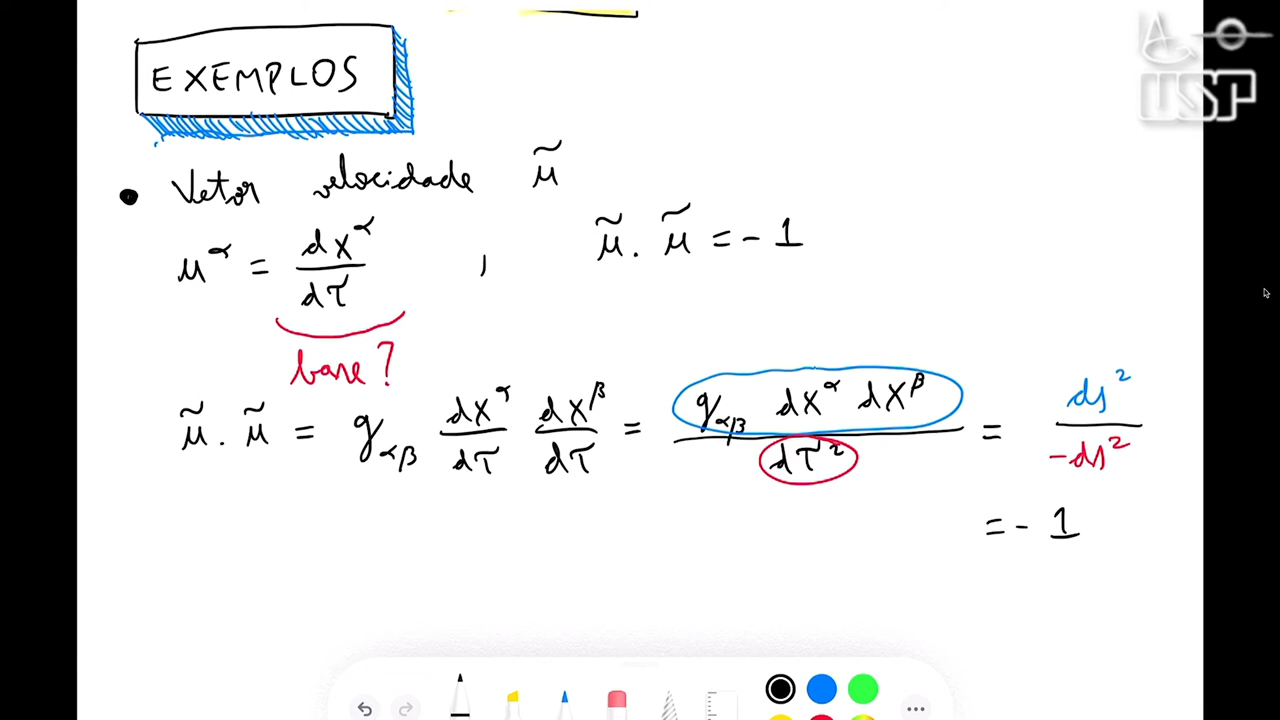 EXEMPLOS
USP
• Vetor velocidade ũ
u^α = dx^α/dτ , ũ . ũ = - 1
base?
ũ . ũ = g_αβ dx^α/dτ dx^β/dτ = g_αβ dx^α dx^β / dτ² = ds² / -ds²
= - 1